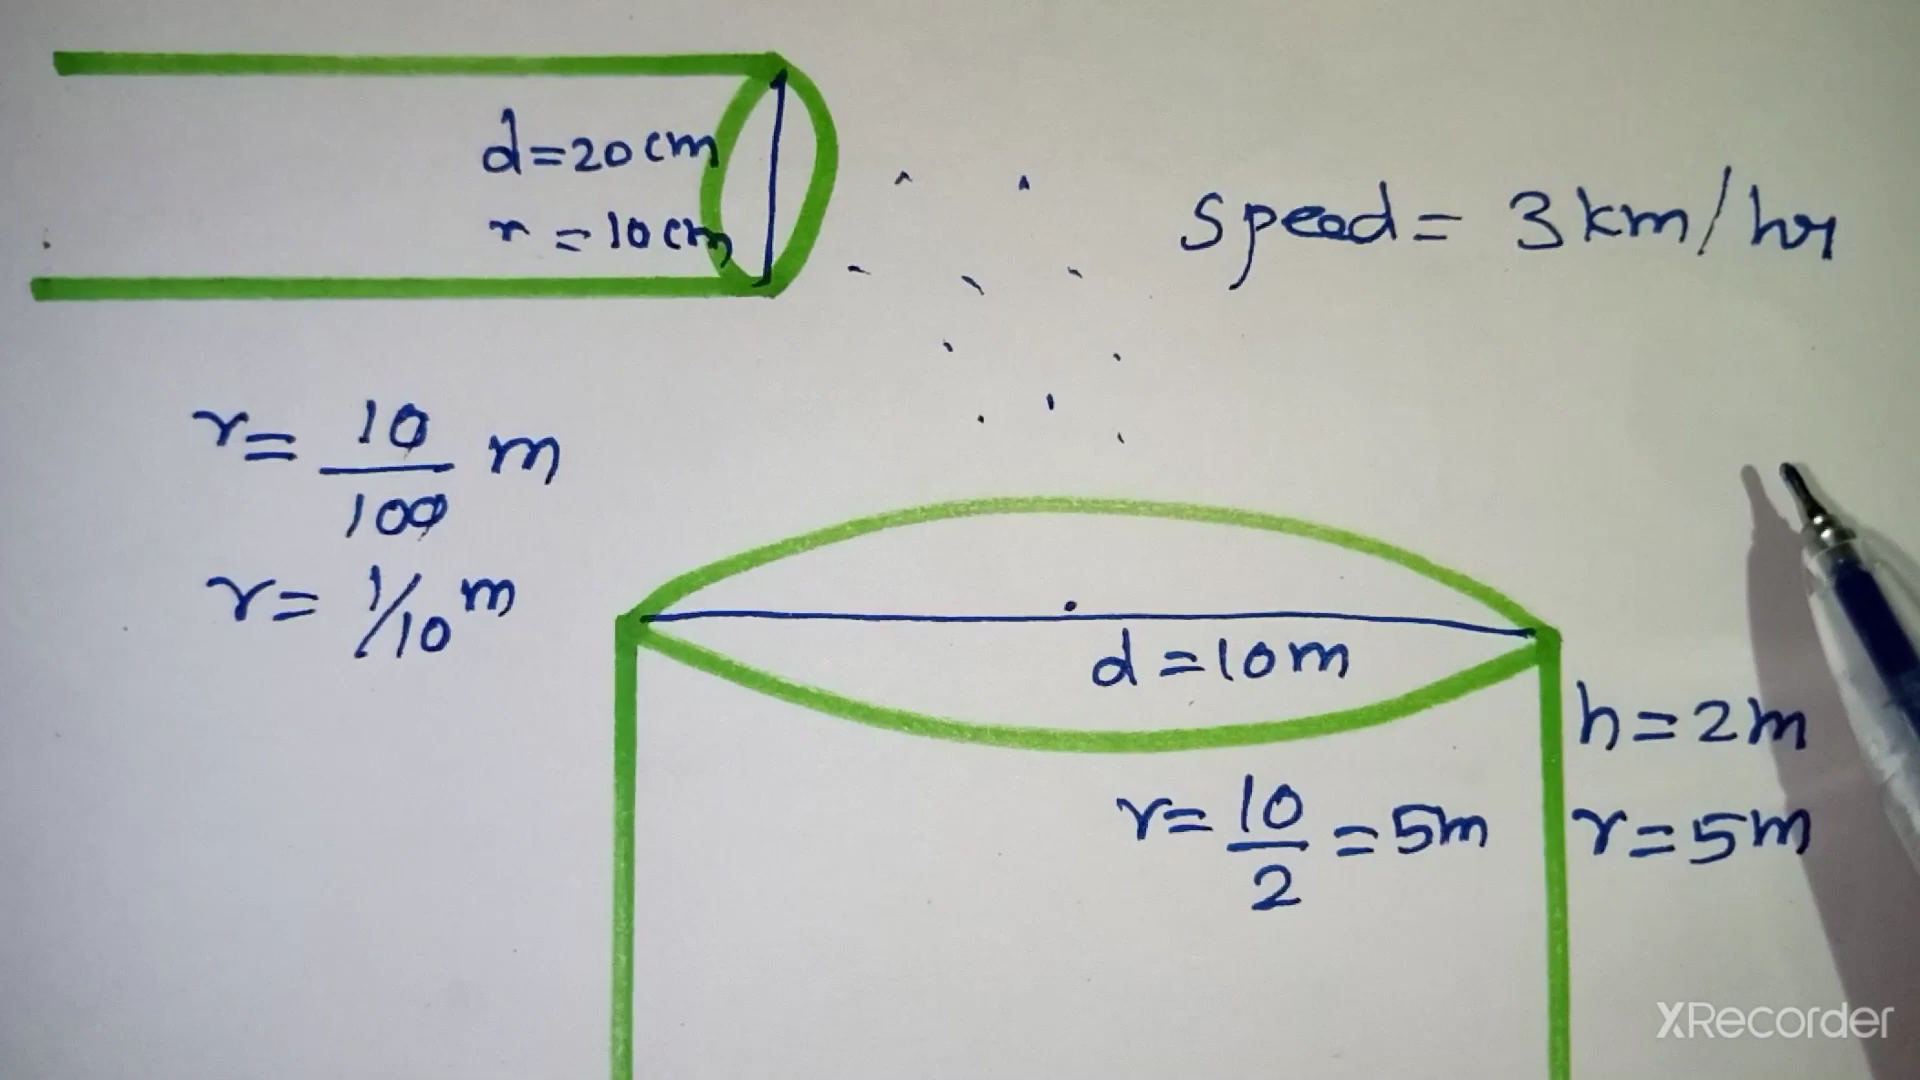 d=20cm
r=10cm
Speed= 3km/hr
r= 10/100 m
r= 1/10 m
d=10m
h=2m
r= 10/2 =5m
r=5m
XRecorder